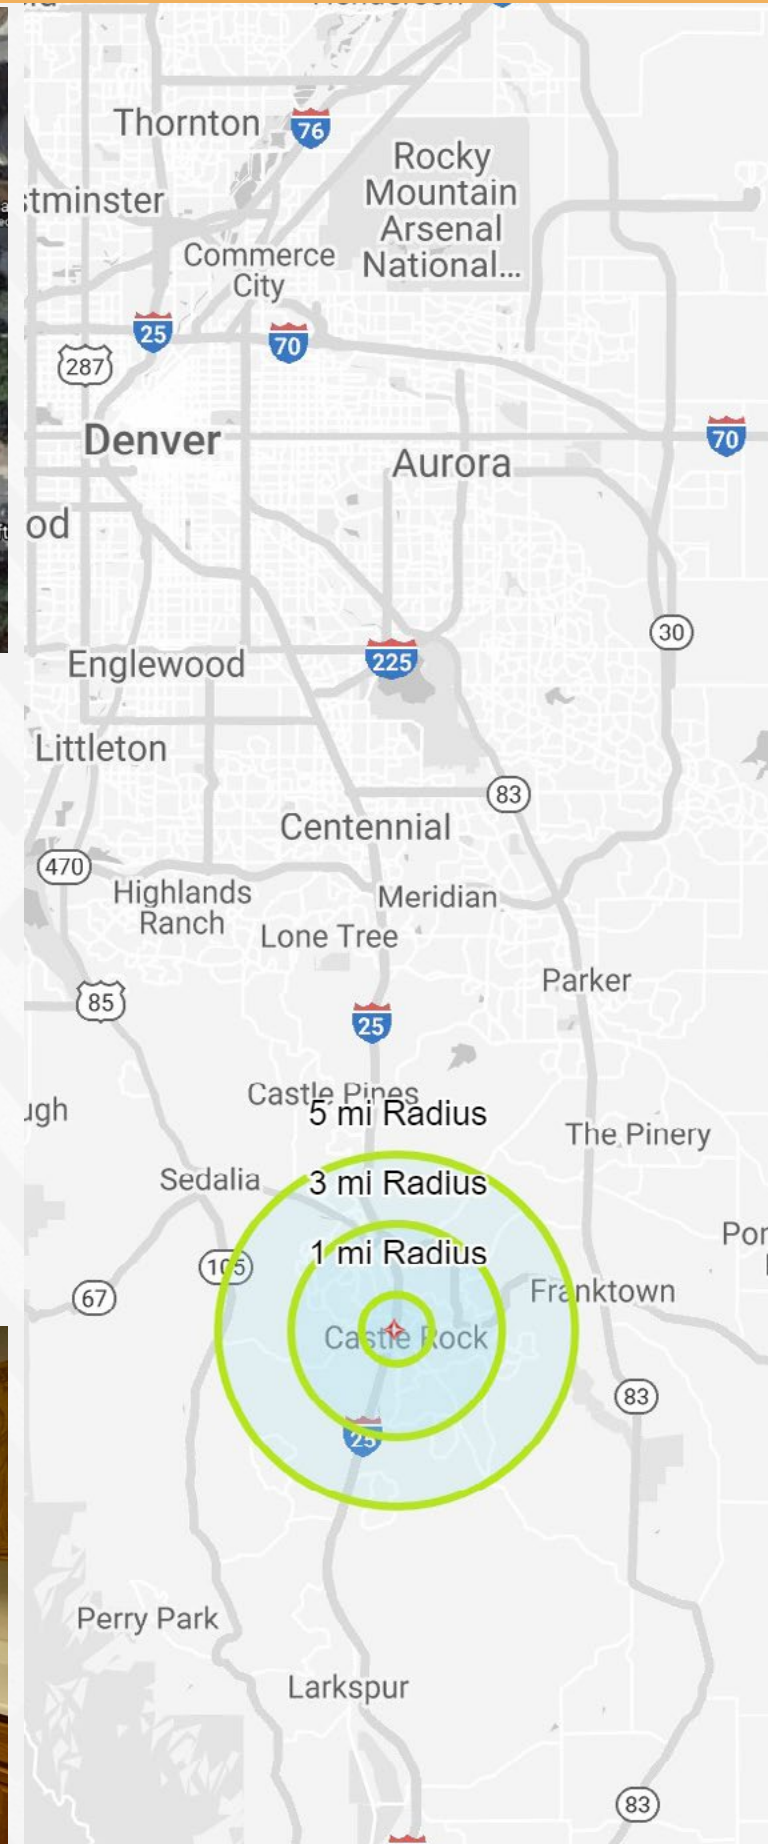 Thornton
76
Rocky
Mountain
Arsenal
National...
stminster
Commerce
City
25
70
287
Denver
70
Aurora
od
30
225
Englewood
Littleton
83
Centennial
470
Highlands
Ranch
Meridian
Lone Tree
Parker
85
25
Castle Pines
ugh
5 mi Radius
The Pinery
Sedalia
3 mi Radius
1 mi Radius
105
67
Franktown
Castle Rock
83
25
Perry Park
Larkspur
83